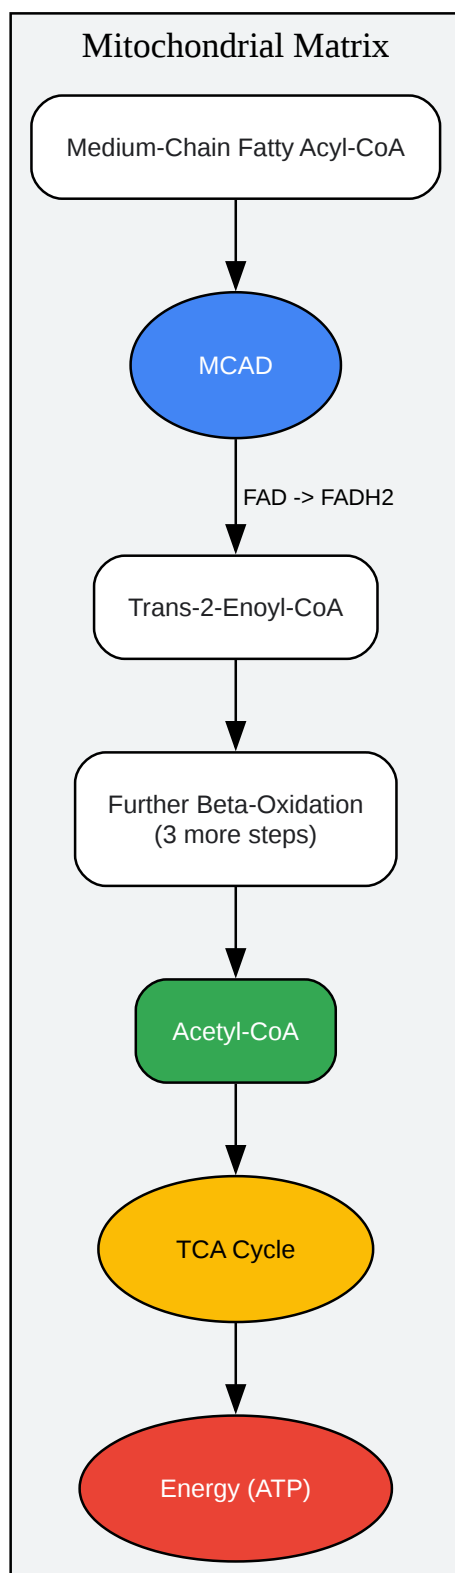 Mitochondrial Matrix
Medium-Chain Fatty Acyl-CoA
MCAD
FAD -> FADH2
Trans-2-Enoyl-CoA
Further Beta-Oxidation
(3 more steps)
Acetyl-CoA
TCA Cycle
Energy (ATP)